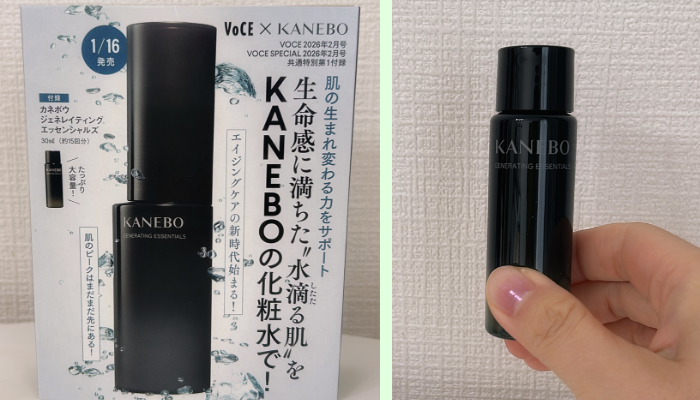 VOCE × KANEBO
1/16
発売
VOCE 2026年2月号
VOCE SPECIAL 2026年2月号
共通特別第1付録
付録
カネボウ
ジェネレイティング
エッセンシャルズ
30ml(約15回分)
たっぷり
大容量!
肌の生まれ変わる力をサポート
生命感に満ちた"水滴る肌"を
したた
KANEBOの化粧水で!
エイジングケアの新時代始まる!
肌のピークはまだまだ先にある!
KANEBO
GENERATING ESSENTIALS
KANEBO
GENERATING ESSENTIALS